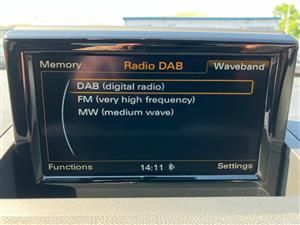 Memory Radio DAB Waveband
DAB (digital radio)
FM (very high frequency)
MW (medium wave)
Functions 14:11 Settings